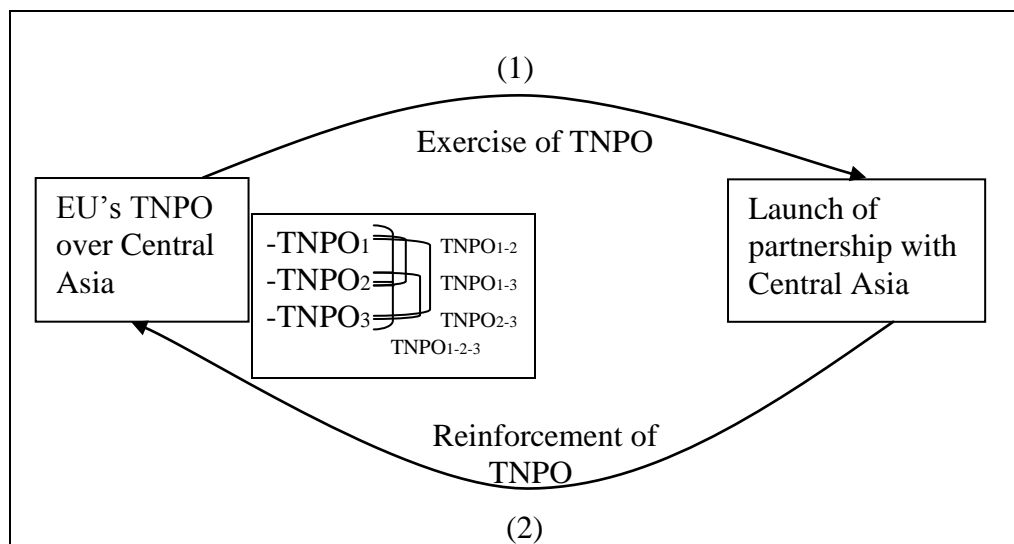 (1)
Exercise of TNPO
EU’s TNPO
over Central
Asia
-TNPO1
-TNPO2
-TNPO3
TNPO1-2
TNPO1-3
TNPO2-3
TNPO1-2-3
Launch of
partnership with
Central Asia
Reinforcement of
TNPO
(2)